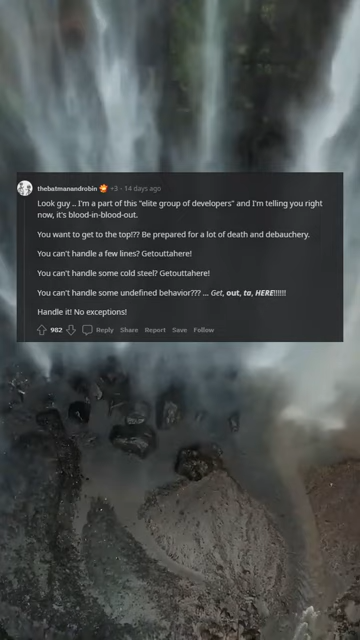 thebatmanandrobin +3 · 14 days ago
Look guy .. I'm a part of this "elite group of developers" and I'm telling you right
now, it's blood-in-blood-out.
You want to get to the top!?? Be prepared for a lot of death and debauchery.
You can't handle a few lines? Getouttahere!
You can't handle some cold steel? Getouttahere!
You can't handle some undefined behavior??? ... Get, out, ta, HERE!!!!!!
Handle it! No exceptions!
982 Reply Share Report Save Follow